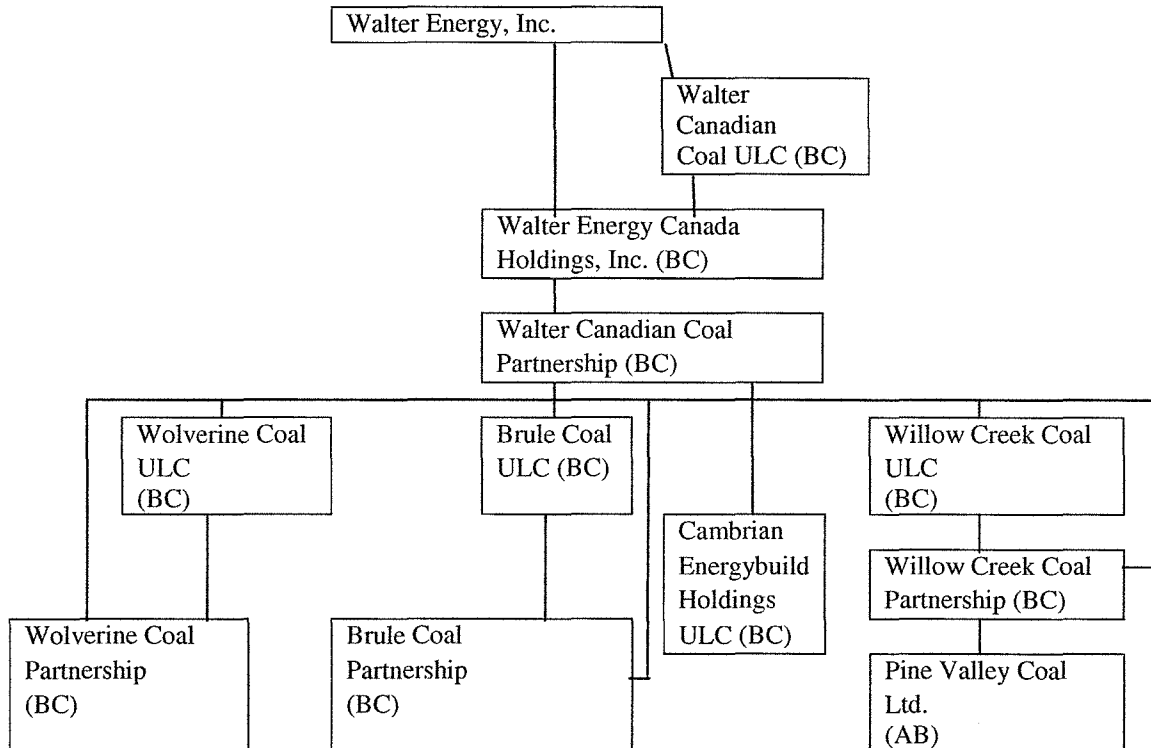 Walter Energy, Inc.
Walter
Canadian
Coal ULC (BC)
Walter Energy Canada
Holdings, Inc. (BC)
Walter Canadian Coal
Partnership (BC)
Wolverine Coal
ULC
(BC)
Brule Coal
ULC (BC)
Willow Creek Coal
ULC
(BC)
Cambrian
Energybuild
Holdings
ULC (BC)
Willow Creek Coal
Partnership (BC)
Wolverine Coal
Partnership
(BC)
Brule Coal
Partnership
(BC)
Pine Valley Coal
Ltd.
(AB)